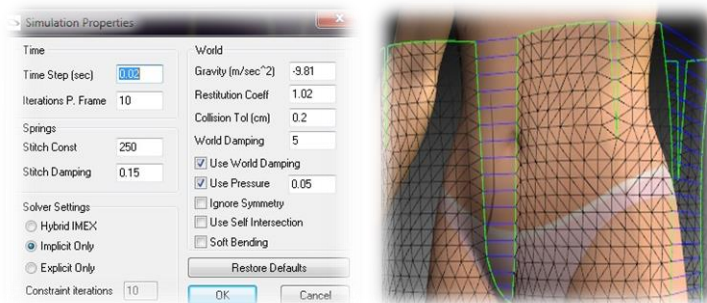 Simulation Properties
Time
Time Step (sec) 0.02
Iterations P. Frame 10
Springs
Stitch Const 250
Stitch Damping 0.15
Solver Settings
Hybrid IMEX
Implicit Only
Explicit Only
Constraint iterations 10
World
Gravity (m/sec^2) -9.81
Restitution Coeff 1.02
Collision Tol (cm) 0.2
World Damping 5
Use World Damping
Use Pressure 0.05
Ignore Symmetry
Use Self Intersection
Soft Bending
Restore Defaults
OK Cancel